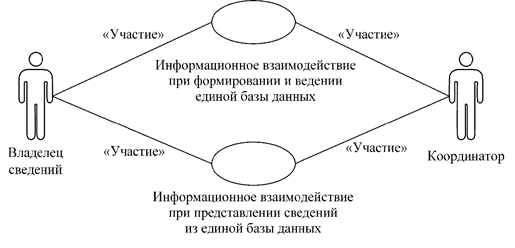 «Участие»
«Участие»
Информационное взаимодействие
при формировании и ведении
единой базы данных
Владелец
сведений
«Участие»
«Участие»
Координатор
Информационное взаимодействие
при представлении сведений
из единой базы данных